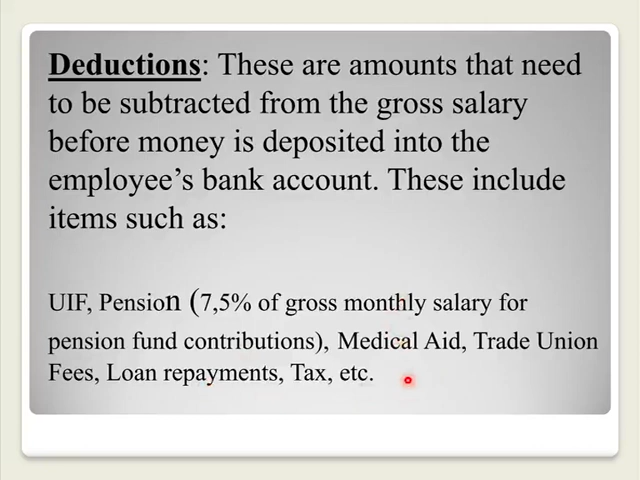 Deductions: These are amounts that need
to be subtracted from the gross salary
before money is deposited into the
employee’s bank account. These include
items such as:
UIF, Pension (7,5% of gross monthly salary for
pension fund contributions), Medical Aid, Trade Union
Fees, Loan repayments, Tax, etc.